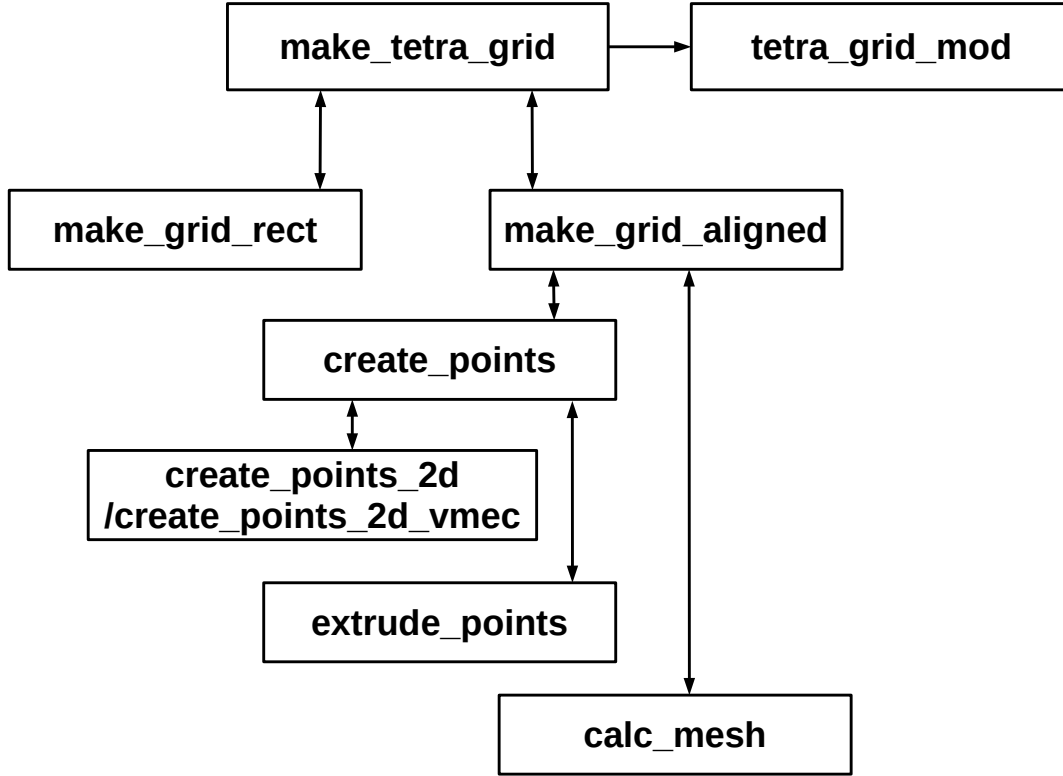 make_tetra_grid
tetra_grid_mod
make_grid_rect
make_grid_aligned
create_points
create_points_2d
/create_points_2d_vmec
extrude_points
calc_mesh